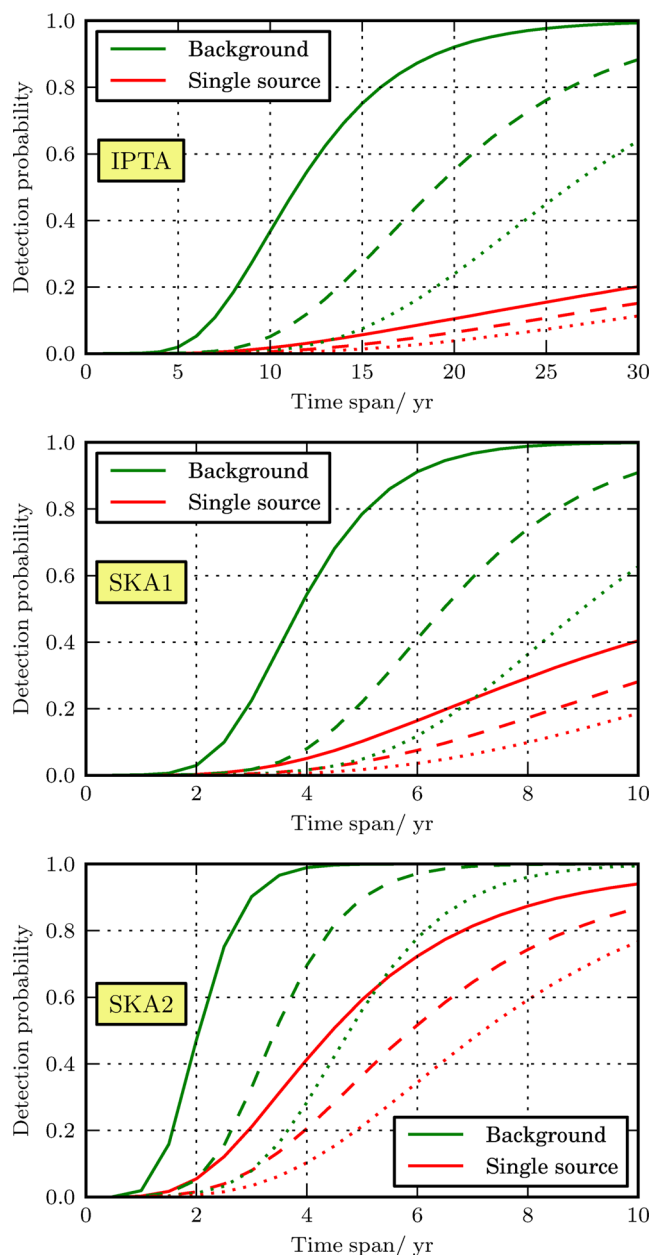 1.0
Background
Single source
0.8
IPTA
0.6
0.4
0.2
0.0
Detection probability
0 5 10 15 20 25 30
Time span/ yr
1.0
Background
Single source
0.8
SKA1
0.6
0.4
0.2
0.0
Detection probability
0 2 4 6 8 10
Time span/ yr
1.0
0.8
SKA2
0.6
0.4
0.2
Background
Single source
0.0
Detection probability
0 2 4 6 8 10
Time span/ yr